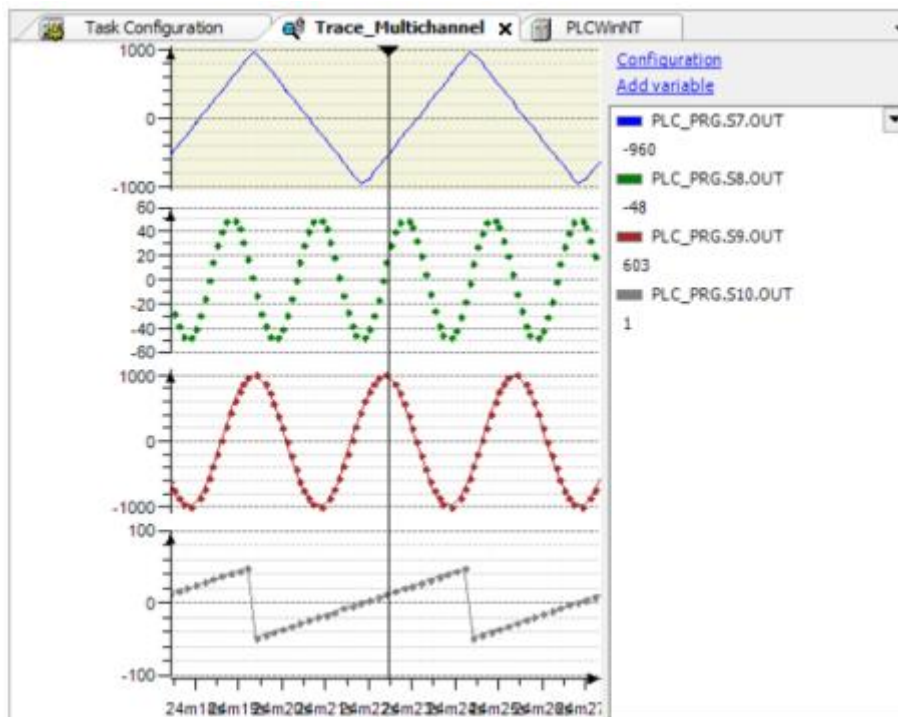 Task Configuration
Trace_Multichannel
PLCWinNT
Configuration
Add variable
PLC_PRG.S7.OUT
-960
PLC_PRG.S8.OUT
-48
PLC_PRG.S9.OUT
603
PLC_PRG.S10.OUT
1
1000
0
-1000
60
40
20
0
-20
-40
-60
1000
0
-1000
100
0
-100